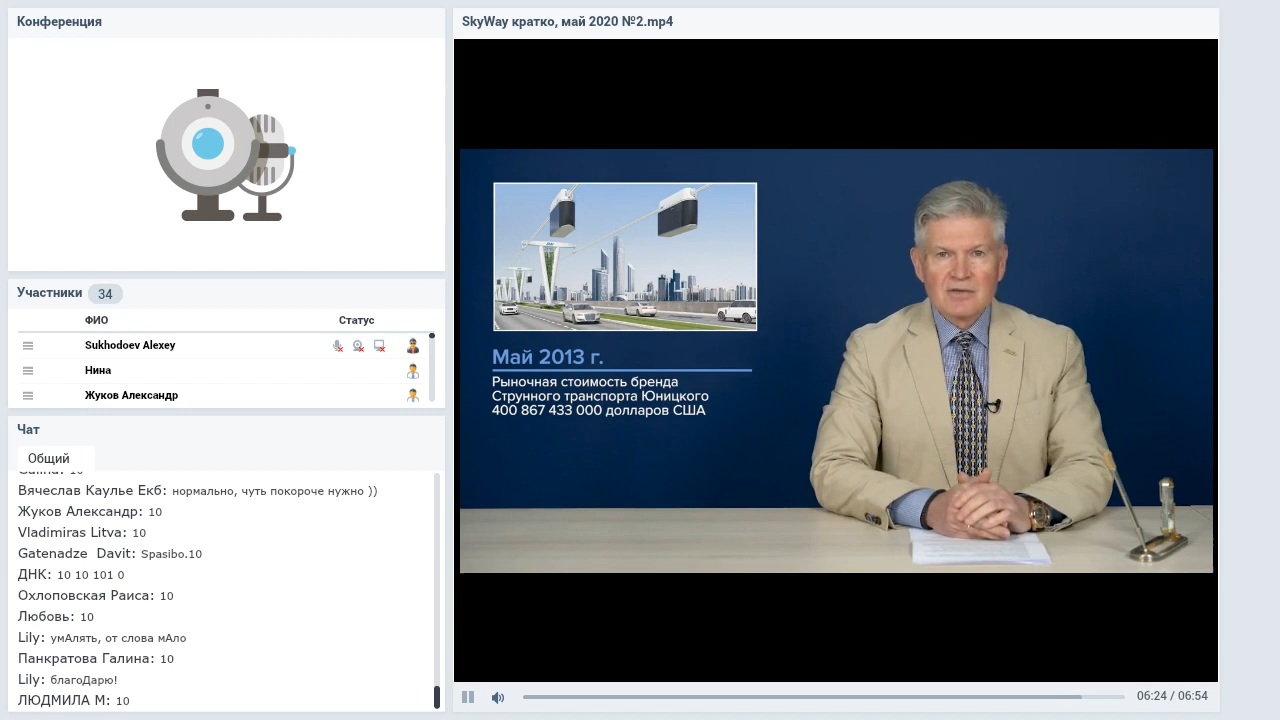 Конференция
Участники 34
ФИО Статус
Sukhodoev Alexey
Нина
Жуков Александр
Чат
Общий
Galina: 10
Вячеслав Каулье Екб: нормально, чуть покороче нужно ))
Жуков Александр: 10
Vladimiras Litva: 10
Gatenadze Davit: Spasibo.10
ДНК: 10 10 101 0
Охлоповская Раиса: 10
Любовь: 10
Lily: умАлять, от слова мАло
Панкратова Галина: 10
Lily: благоДарю!
ЛЮДМИЛА М: 10
SkyWay кратко, май 2020 №2.mp4
Май 2013 г.
Рыночная стоимость бренда
Струнного транспорта Юницкого
400 867 433 000 долларов США
06:24 / 06:54